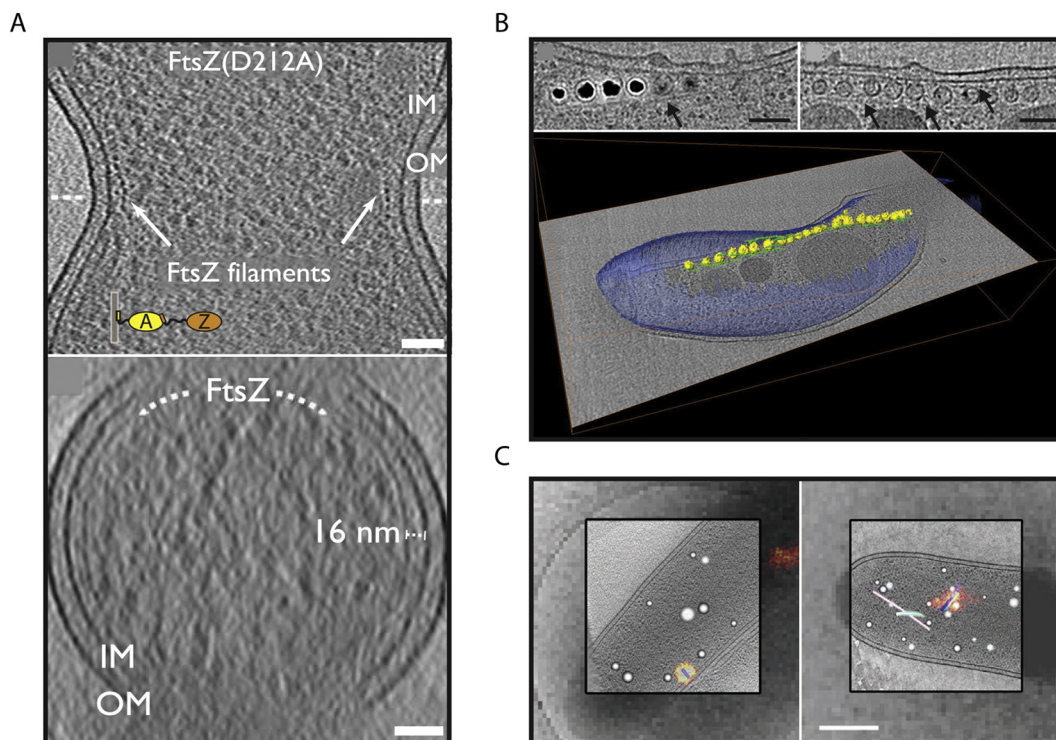 A
FtsZ(D212A)
IM
OM
FtsZ filaments
A
Z
FtsZ
16 nm
IM
OM
B
C